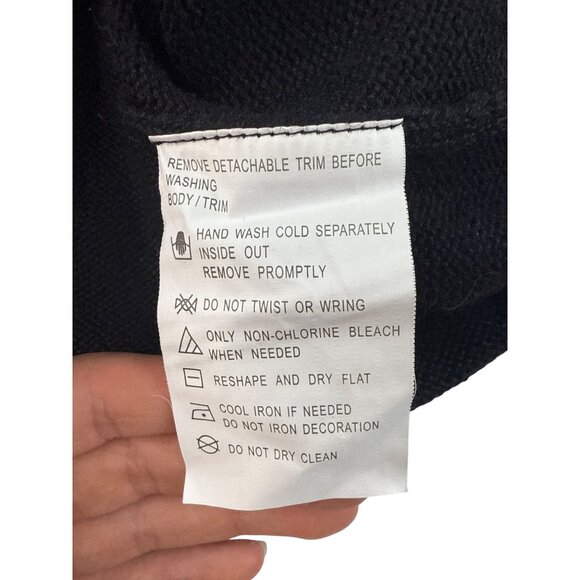 REMOVE DETACHABLE TRIM BEFORE
WASHING
BODY / TRIM
HAND WASH COLD SEPARATELY
INSIDE OUT
REMOVE PROMPTLY
DO NOT TWIST OR WRING
ONLY NON-CHLORINE BLEACH
WHEN NEEDED
RESHAPE AND DRY FLAT
COOL IRON IF NEEDED
DO NOT IRON DECORATION
DO NOT DRY CLEAN